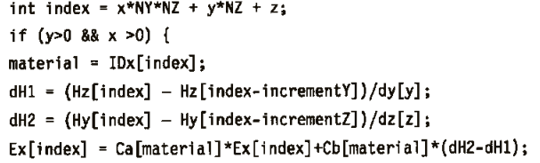 int index = x*NY*NZ + y*NZ + z;
if (y>0 && x >0) {
material = IDx[index];
dH1 = (Hz[index] – Hz[index-incrementY])/dy[y];
dH2 = (Hy[index] – Hy[index-incrementZ])/dz[z];
Ex[index] = Ca[material]*Ex[index]+Cb[material]*(dH2-dH1);